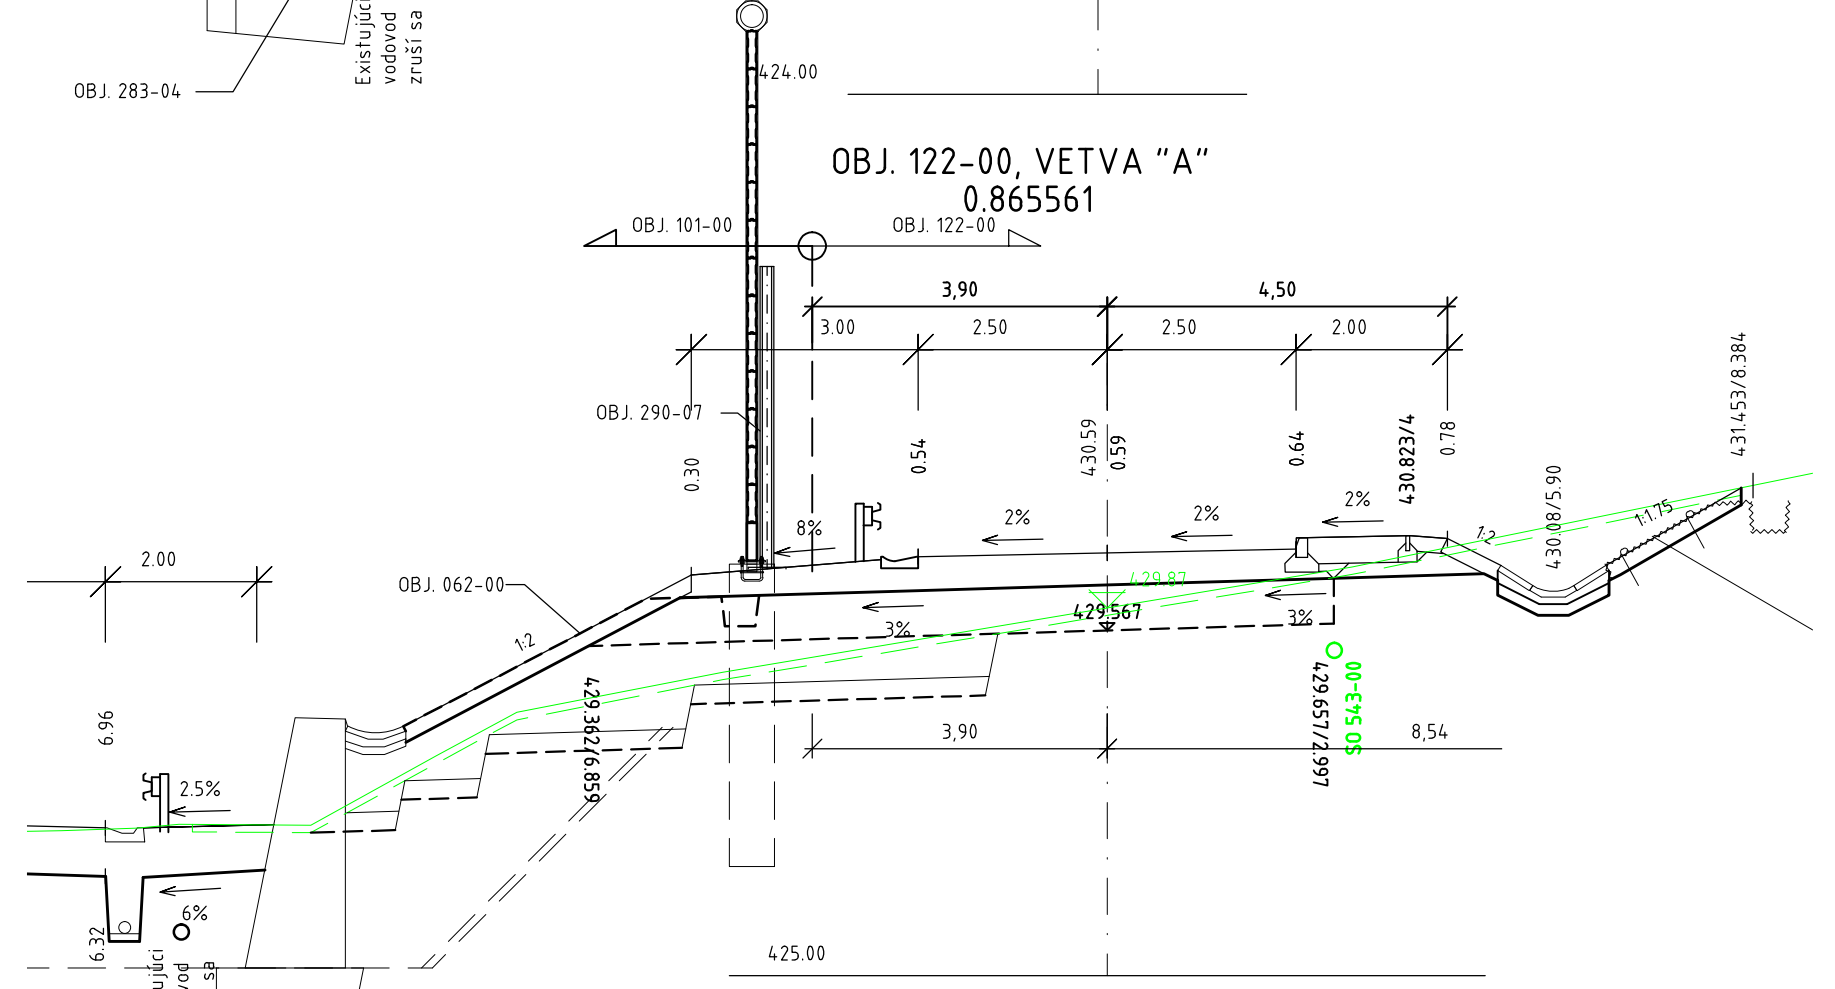 Existujúci
vodovod
zruší sa
OBJ. 283-04
424.00
OBJ. 122-00, VETVA "A"
0.865561
OBJ. 101-00
OBJ. 122-00
3,90
4,50
3.00
2.50
2.50
2.00
OBJ. 290-07
0.30
0.54
430.59
0.59
0.64
430.823/4
0.78
430.08/5.90
431.453/8.384
8%
2%
2%
2%
1:2
1:1.75
2.00
OBJ. 062-00
1:2
429.87
429.567
3%
3%
6.96
429.362/6.859
3,90
8,54
429.657/2.997
SO 543-00
2.5%
6%
6.32
425.00
ujúci
vod
sa